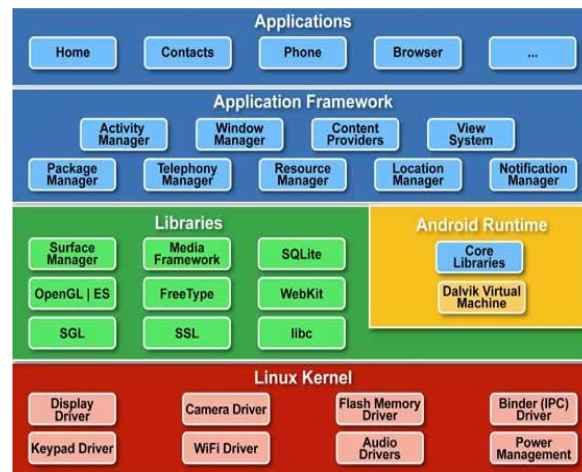 Applications
Home
Contacts
Phone
Browser
...
Application Framework
Activity
Manager
Window
Manager
Content
Providers
View
System
Package
Manager
Telephony
Manager
Resource
Manager
Location
Manager
Notification
Manager
Libraries
Surface
Manager
Media
Framework
SQLite
OpenGL | ES
FreeType
WebKit
SGL
SSL
libc
Android Runtime
Core
Libraries
Dalvik Virtual
Machine
Linux Kernel
Display
Driver
Camera Driver
Flash Memory
Driver
Binder (IPC)
Driver
Keypad Driver
WiFi Driver
Audio
Drivers
Power
Management